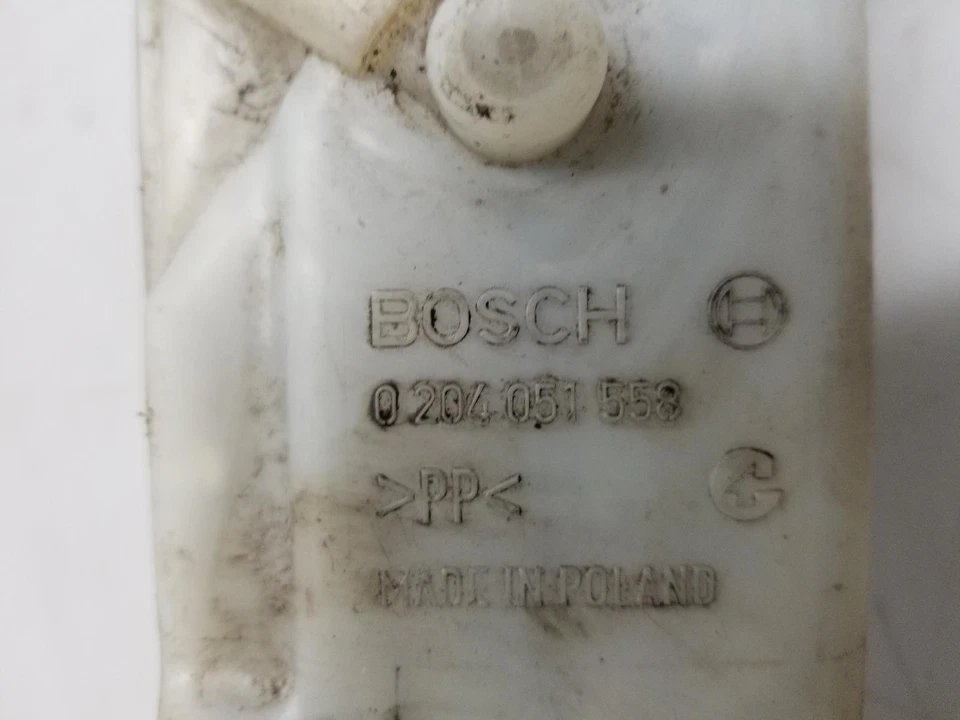 BOSCH
0 204 051 558
>PP<
MADE IN POLAND